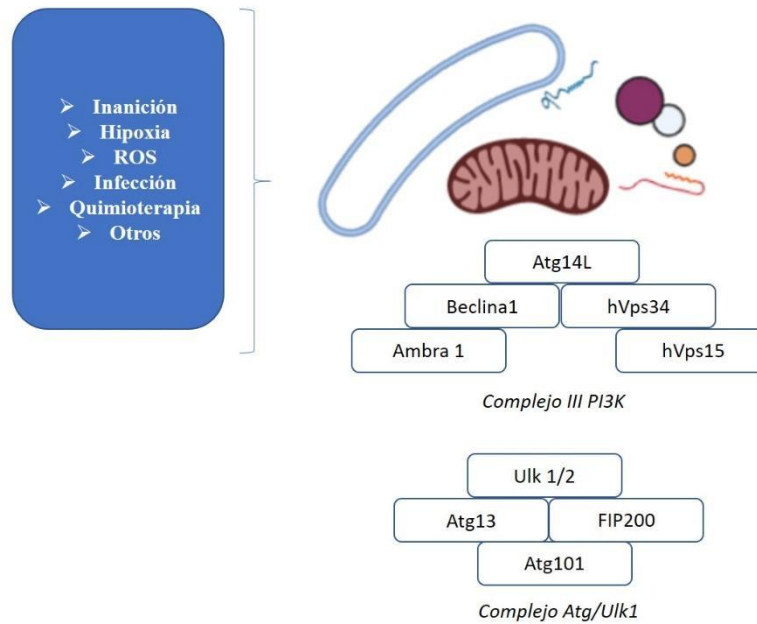 Inanición
Hipoxia
ROS
Infección
Quimioterapia
Otros
Atg14L
Beclina1
hVps34
Ambra 1
hVps15
Complejo III PI3K
Ulk 1/2
Atg13
FIP200
Atg101
Complejo Atg/Ulk1